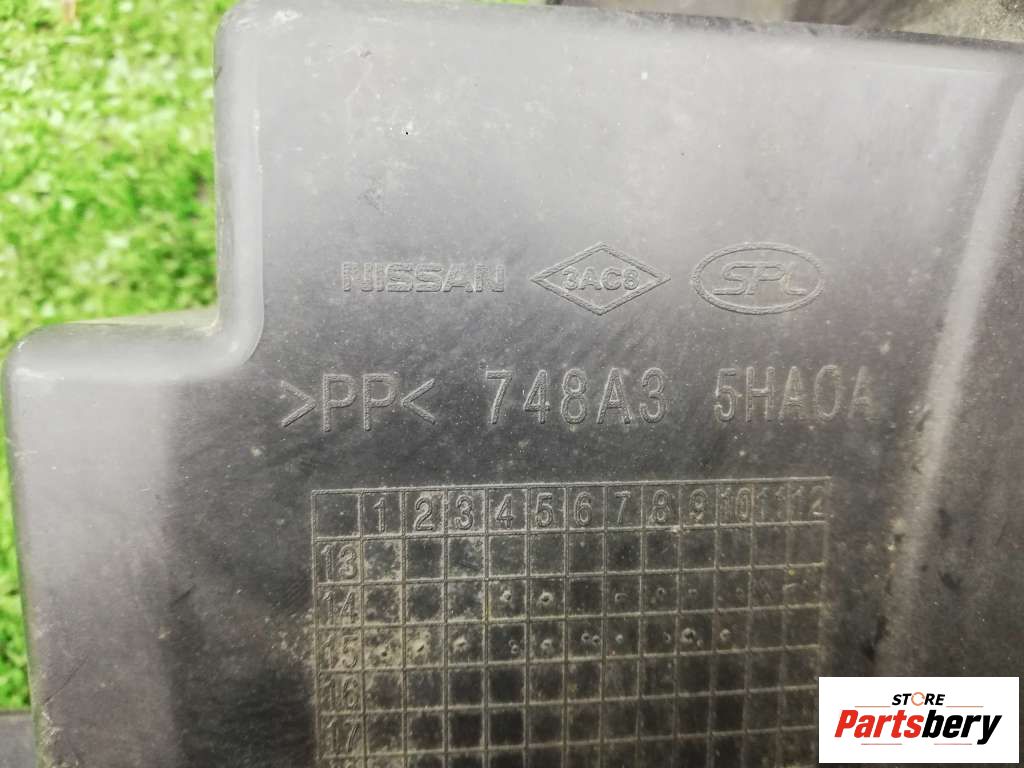 NISSAN 3AC8 SPL
>PP< 748A3 5HA0A
1 2 3 4 5 6 7 8 9 10 11 12
13
14
15
16
17
STORE
Partsbery